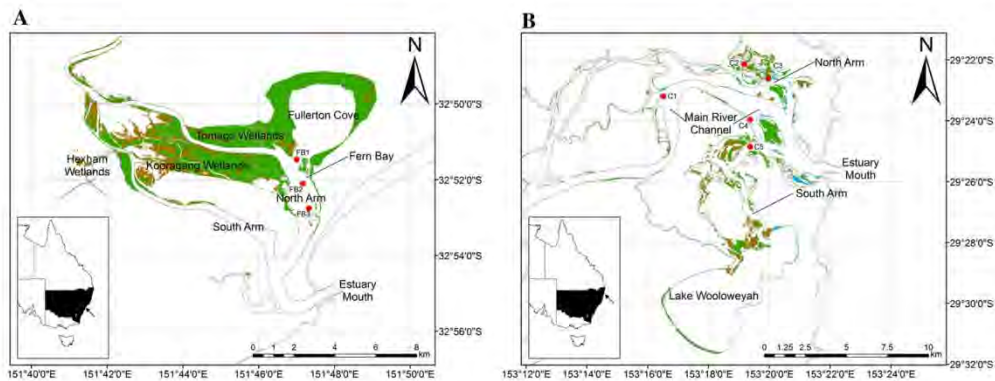 A
N
32°50'0"S
32°52'0"S
32°54'0"S
32°56'0"S
Fullerton Cove
Tomago Wetlands
FB1
Fern Bay
Hexham
Wetlands
Kooragang Wetlands
FB2
North Arm
FB3
South Arm
Estuary
Mouth
0 1 2 4 6 8
km
151°40'0"E 151°42'0"E 151°44'0"E 151°46'0"E 151°48'0"E 151°50'0"E
B
N
29°22'0"S
29°24'0"S
29°26'0"S
29°28'0"S
29°30'0"S
29°32'0"S
C2
C3
North Arm
C1
Main River
Channel
C4
C5
Estuary
Mouth
South Arm
Lake Wooloweyah
0 1.25 2.5 5 7.5 10
km
153°12'0"E 153°14'0"E 153°16'0"E 153°18'0"E 153°20'0"E 153°22'0"E 153°24'0"E